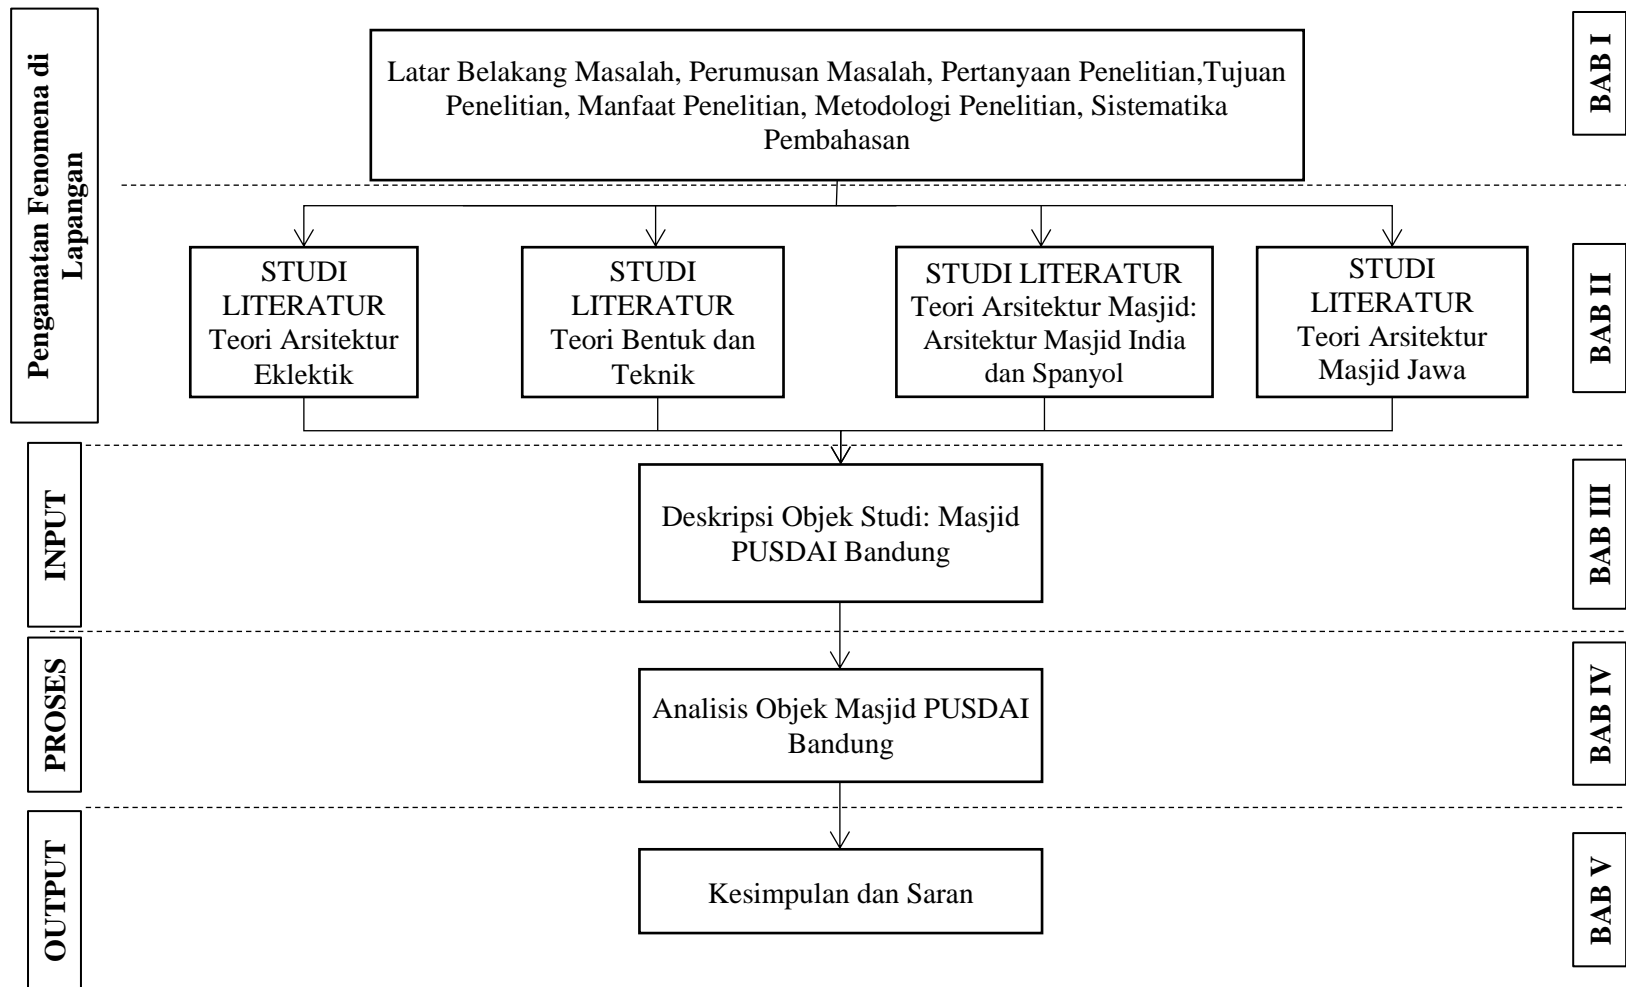 Pengamatan Fenomena di
Lapangan
Latar Belakang Masalah, Perumusan Masalah, Pertanyaan Penelitian,Tujuan
Penelitian, Manfaat Penelitian, Metodologi Penelitian, Sistematika
Pembahasan
BAB I
STUDI
LITERATUR
Teori Arsitektur
Eklektik
STUDI
LITERATUR
Teori Bentuk dan
Teknik
STUDI LITERATUR
Teori Arsitektur Masjid:
Arsitektur Masjid India
dan Spanyol
STUDI
LITERATUR
Teori Arsitektur
Masjid Jawa
BAB II
INPUT
Deskripsi Objek Studi: Masjid
PUSDAI Bandung
BAB III
PROSES
Analisis Objek Masjid PUSDAI
Bandung
BAB IV
OUTPUT
Kesimpulan dan Saran
BAB V